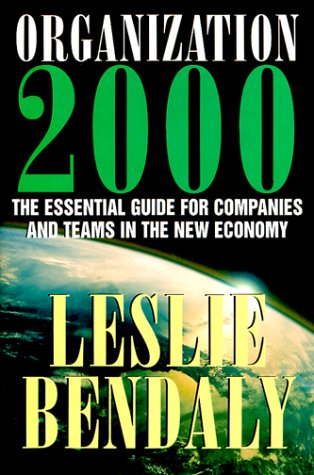 ORGANIZATION
2000
THE ESSENTIAL GUIDE FOR COMPANIES
AND TEAMS IN THE NEW ECONOMY
LESLIE
BENDALY